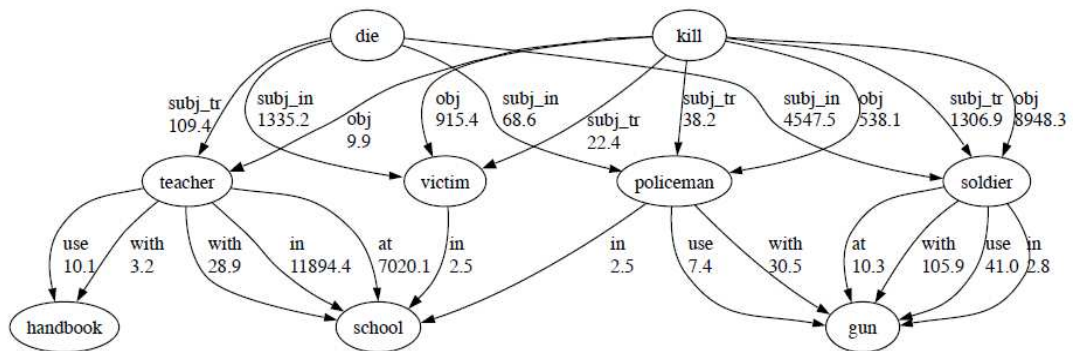 die kill
subj_tr 109.4
subj_in 1335.2
obj 9.9
obj 915.4
subj_in 68.6
subj_tr 22.4
subj_tr 38.2
obj 538.1
subj_in 4547.5
subj_tr 1306.9
obj 8948.3
teacher victim policeman soldier
use 10.1
with 3.2
with 28.9
in 11894.4
at 7020.1
in 2.5
in 2.5
use 7.4
with 30.5
at 10.3
with 105.9
use 41.0
in 2.8
handbook school gun